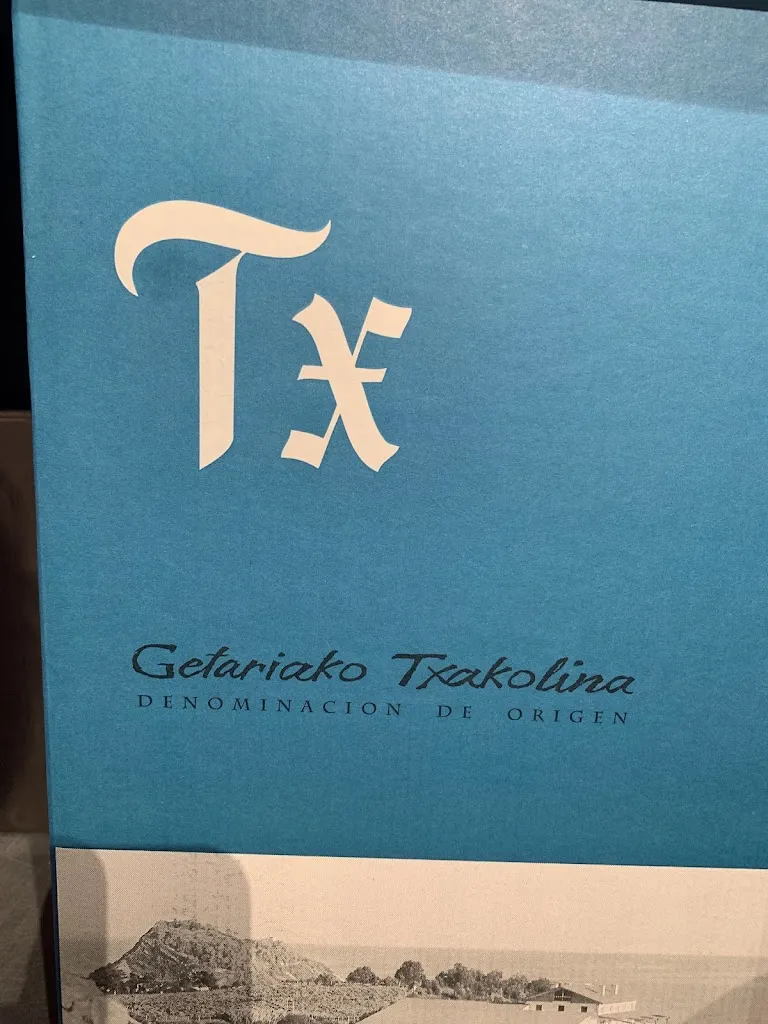 Tx
Getariako Txakolina
DENOMINACION DE ORIGEN